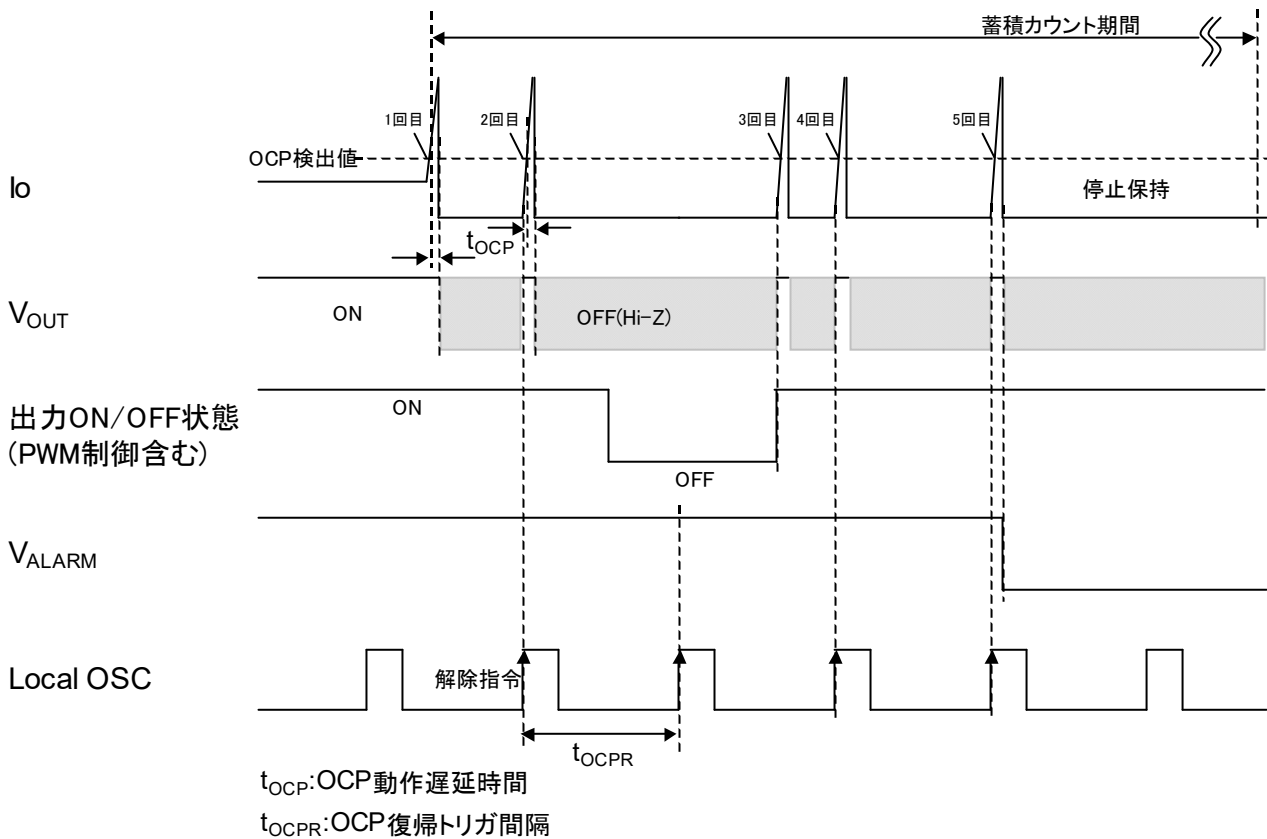 蓄積カウント期間
1回目
2回目
3回目
4回目
5回目
OCP検出値
Io
停止保持
tOCP
VOUT
ON
OFF(Hi-Z)
出力ON/OFF状態
(PWM制御含む)
ON
OFF
VALARM
Local OSC
解除指令
tOCPR
tOCP:OCP動作遅延時間
tOCPR:OCP復帰トリガ間隔